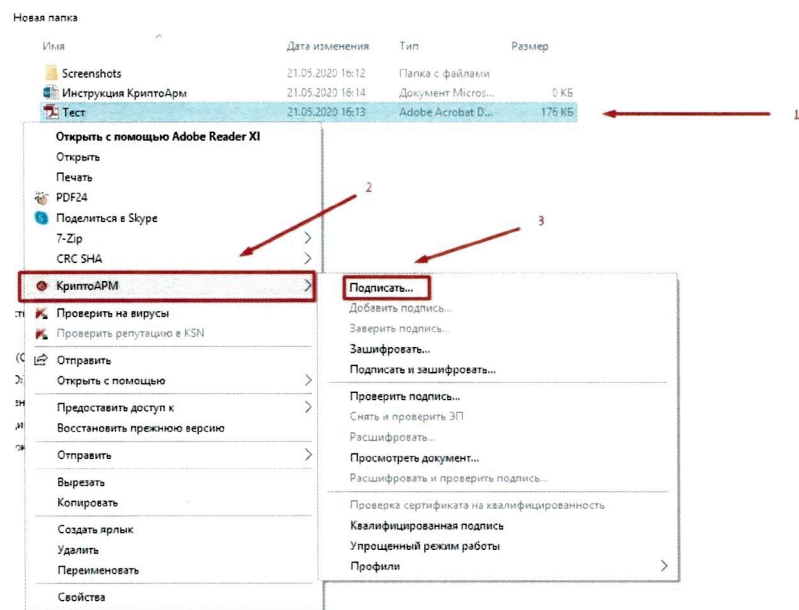 Новая папка
Имя Дата изменения Тип Размер
Screenshots 21.05.2020 16:12 Папка с файлами
Инструкция КриптоАрм 21.05.2020 16:14 Документ Micros... 0 КБ
Тест 21.05.2020 16:13 Adobe Acrobat D... 176 КБ
1
Открыть с помощью Adobe Reader XI
Открыть
Печать
PDF24
2
Поделиться в Skype
3
7-Zip
CRC SHA
КриптоАРМ
Проверить на вирусы
Проверить репутацию в KSN
Отправить
Открыть с помощью
Предоставить доступ к
Восстановить прежнюю версию
Отправить
Вырезать
Копировать
Создать ярлык
Удалить
Переименовать
Свойства
Подписать...
Добавить подпись...
Заверить подпись...
Зашифровать...
Подписать и зашифровать...
Проверить подпись...
Снять и проверить ЭП
Расшифровать...
Просмотреть документ...
Расшифровать и проверить подпись...
Проверка сертификата на квалифицированность
Квалифицированная подпись
Упрощенный режим работы
Профили